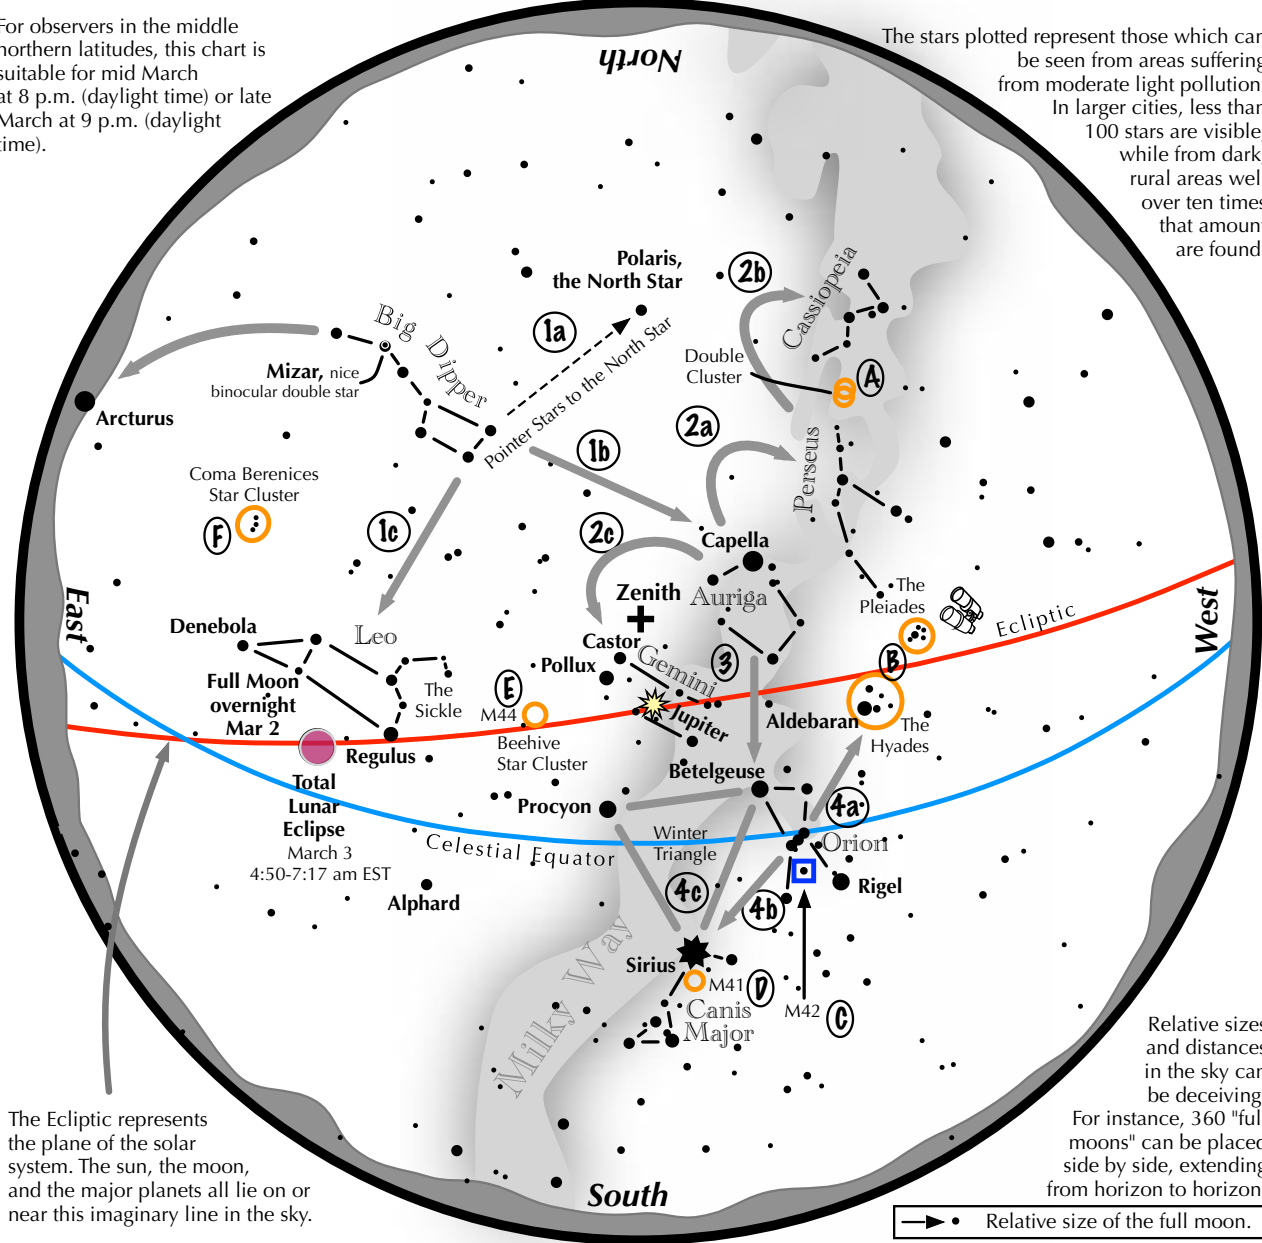 For observers in the middle
northern latitudes, this chart is
suitable for mid March
at 8 p.m. (daylight time) or late
March at 9 p.m. (daylight
time).
North
The stars plotted represent those which can
be seen from areas suffering
from moderate light pollution.
In larger cities, less than
100 stars are visible,
while from dark,
rural areas well
over ten times
that amount
are found.
Polaris,
the North Star
2b
Cassiopeia
Big Dipper
1a
Pointer Stars to the North Star
Double
Cluster
A
Mizar, nice
binocular double star
Arcturus
2a
Perseus
1b
Coma Berenices
Star Cluster
F
1c
2c
Capella
Auriga
The
Pleiades
Ecliptic
West
East
Zenith
Denebola
Leo
Castor
Gemini
Pollux
3
B
Full Moon
overnight
Mar 2
The
Sickle
E
M44
Jupiter
Aldebaran
The
Hyades
Regulus
Beehive
Star Cluster
Total
Lunar
Eclipse
March 3
4:50-7:17 am EST
Betelgeuse
Procyon
4a
Winter
Triangle
Orion
Celestial Equator
4c
Rigel
Alphard
4b
Milky Way
Sirius
M41
D
M42
C
Canis
Major
Relative sizes
and distances
in the sky can
be deceiving.
For instance, 360 "full
moons" can be placed
side by side, extending
from horizon to horizon.
The Ecliptic represents
the plane of the solar
system. The sun, the moon,
and the major planets all lie on or
near this imaginary line in the sky.
South
Relative size of the full moon.